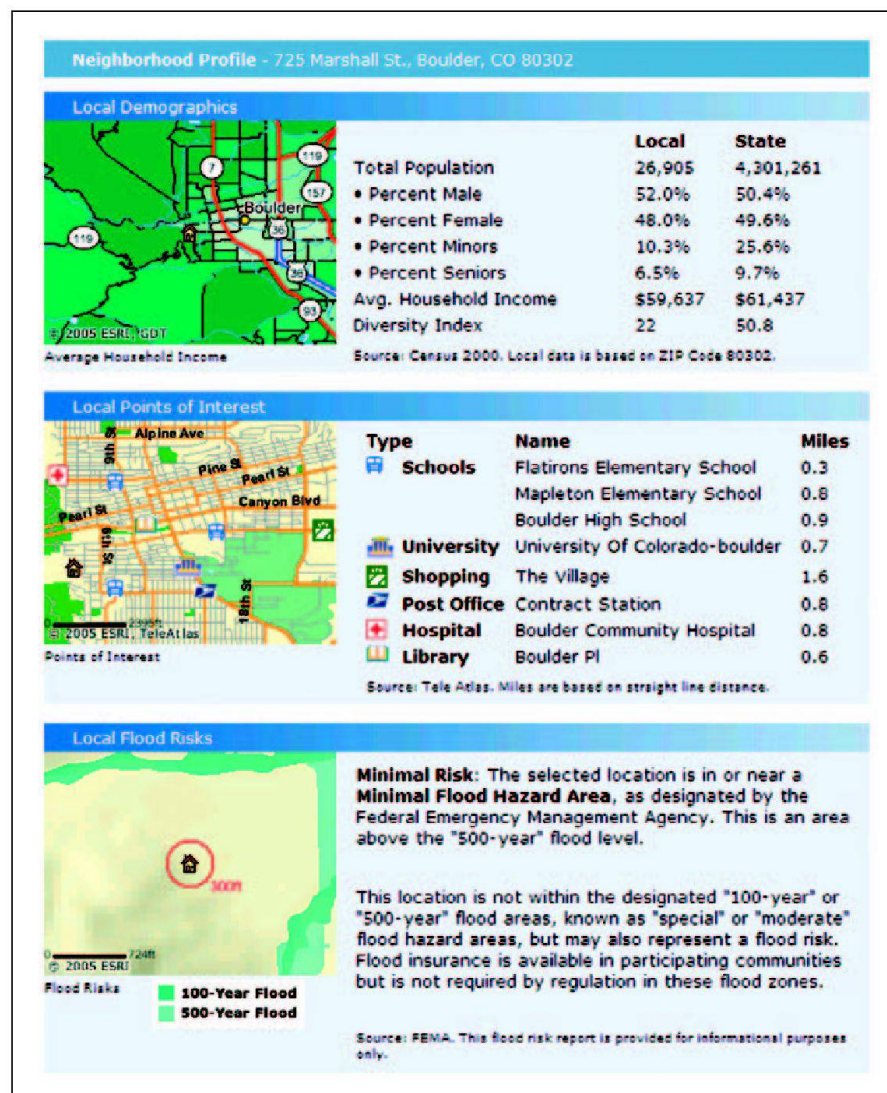 Neighborhood Profile - 725 Marshall St., Boulder, CO 80302
Local Demographics
7
119
157
Boulder
36
119
36
93
© 2005 ESRI, GDT
Average Household Income
Local State
Total Population 26,905 4,301,261
• Percent Male 52.0% 50.4%
• Percent Female 48.0% 49.6%
• Percent Minors 10.3% 25.6%
• Percent Seniors 6.5% 9.7%
Avg. Household Income $59,637 $61,437
Diversity Index 22 50.8
Source: Census 2000. Local data is based on ZIP Code 80302.
Local Points of Interest
9th St
Alpine Ave
Pine St
Pearl St
Canyon Blvd
Pearl St
6th St
18th St
0 2395ft
© 2005 ESRI, TeleAtlas
Points of Interest
Type Name Miles
Schools Flatirons Elementary School 0.3
Mapleton Elementary School 0.8
Boulder High School 0.9
University University Of Colorado-boulder 0.7
Shopping The Village 1.6
Post Office Contract Station 0.8
Hospital Boulder Community Hospital 0.8
Library Boulder Pl 0.6
Source: Tele Atlas. Miles are based on straight line distance.
Local Flood Risks
300ft
0 724ft
© 2005 ESRI
Flood Risks
100-Year Flood
500-Year Flood
Minimal Risk: The selected location is in or near a
Minimal Flood Hazard Area, as designated by the
Federal Emergency Management Agency. This is an area
above the "500-year" flood level.
This location is not within the designated "100-year" or
"500-year" flood areas, known as "special" or "moderate"
flood hazard areas, but may also represent a flood risk.
Flood insurance is available in participating communities
but is not required by regulation in these flood zones.
Source: FEMA. This flood risk report is provided for informational purposes
only.